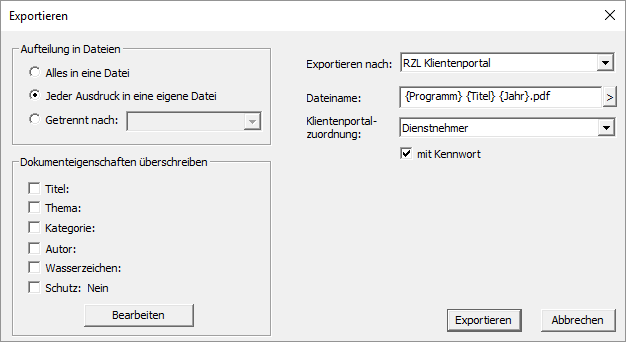 Exportieren
Aufteilung in Dateien
Alles in eine Datei
Jeder Ausdruck in eine eigene Datei
Getrennt nach:
Dokumenteigenschaften überschreiben
Titel:
Thema:
Kategorie:
Autor:
Wasserzeichen:
Schutz: Nein
Bearbeiten
Exportieren nach: RZL Klientenportal
Dateiname: {Programm} {Titel} {Jahr}.pdf >
Klientenportal-
zuordnung: Dienstnehmer
mit Kennwort
Exportieren Abbrechen